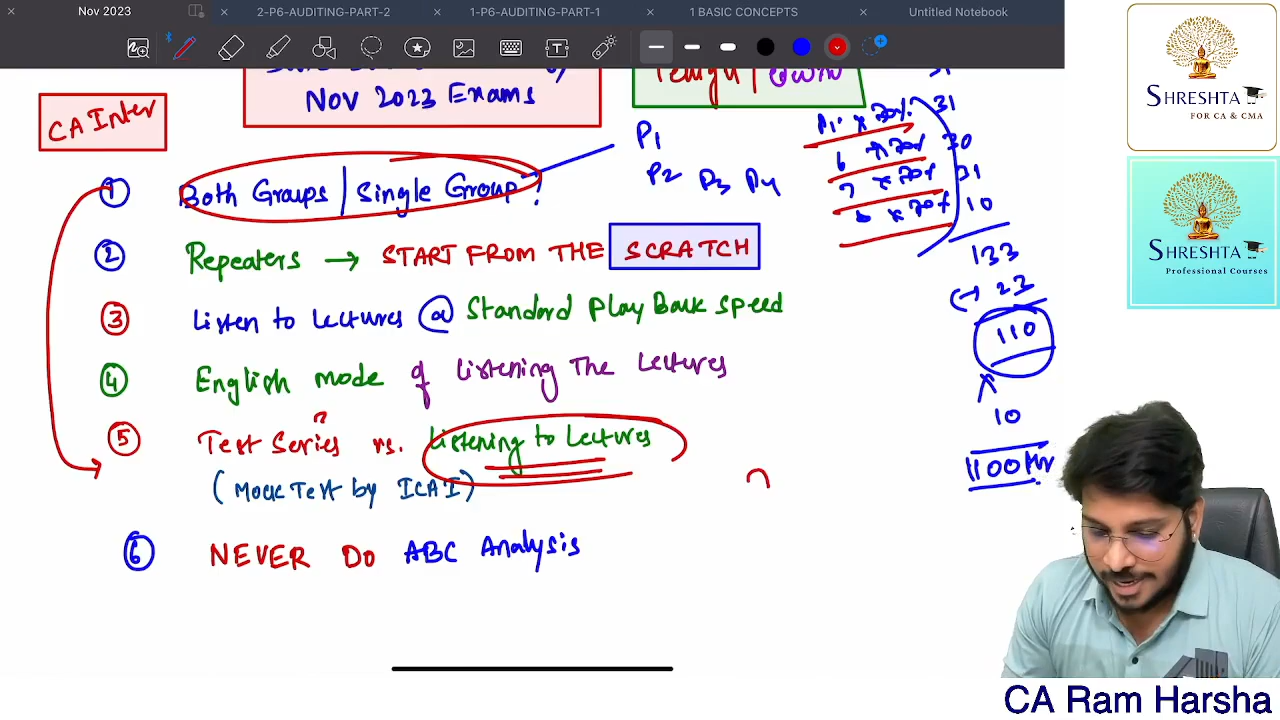 Nov 2023
2-P6-AUDITING-PART-2
1-P6-AUDITING-PART-1
1 BASIC CONCEPTS
Untitled Notebook
Nov 2023 Exams
CA Inter
① Both Groups | Single Group ?
P1
P2 P3 P4
② Repeaters → START FROM THE SCRATCH
③ Listen to Lectures @ Standard Play Back Speed
④ English mode of Listening The Lectures
⑤ Test Series vs. Listening to Lectures
(Mock Test by ICAI)
⑥ NEVER DO ABC Analysis
31
30
31
10
133
23
110
10
1100 Hr
SHRESHTA
FOR CA & CMA
SHRESHTA
Professional Courses
CA Ram Harsha